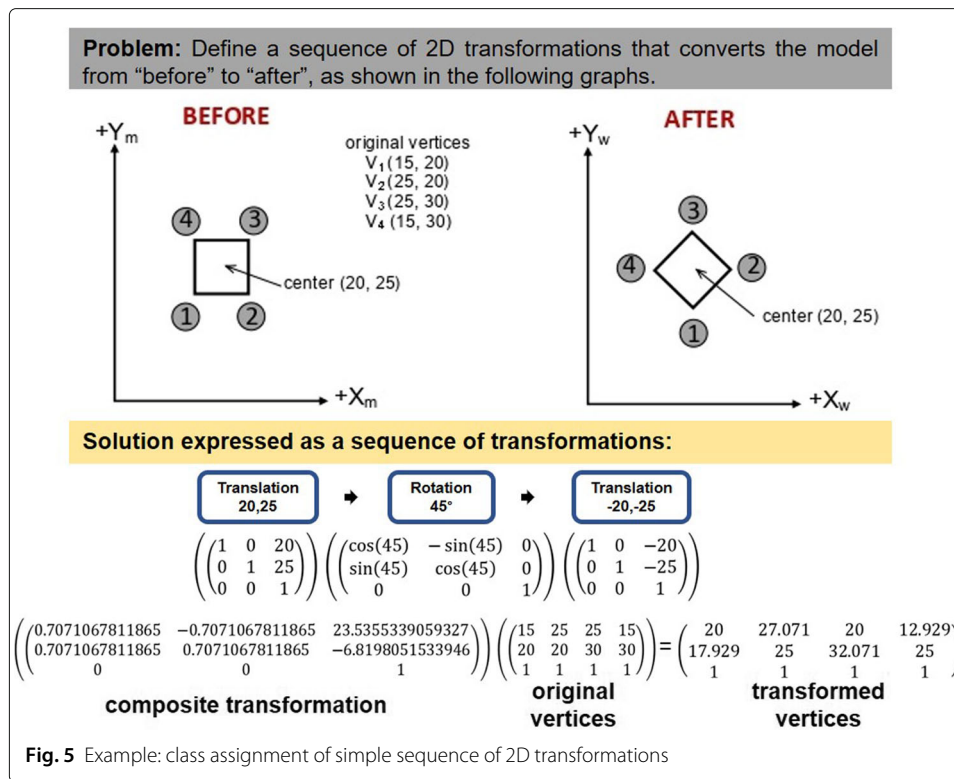 Problem: Define a sequence of 2D transformations that converts the model
from “before” to “after”, as shown in the following graphs.
BEFORE
+Ym
original vertices
V1 (15, 20)
V2 (25, 20)
V3 (25, 30)
V4 (15, 30)
4 3
center (20, 25)
1 2
+Xm
AFTER
+Yw
3
4 2
center (20, 25)
1
+Xw
Solution expressed as a sequence of transformations:
Translation
20,25
Rotation
45°
Translation
-20,-25
((1 0 20) ((cos(45) −sin(45) 0) ((1 0 −20)
((0 1 25)) ((sin(45) cos(45) 0)) ((0 1 −25))
(0 0 1) (0 0 1) (0 0 1)
((0.7071067811865 −0.7071067811865 23.5355339059327)) ((15 25 25 15)) = (20 27.071 20 12.929)
0.7071067811865 0.7071067811865 −6.8198051533946 20 20 30 30 17.929 25 32.071 25
0 0 1 1 1 1 1 1 1 1 1
composite transformation
original
vertices
transformed
vertices
Fig. 5 Example: class assignment of simple sequence of 2D transformations